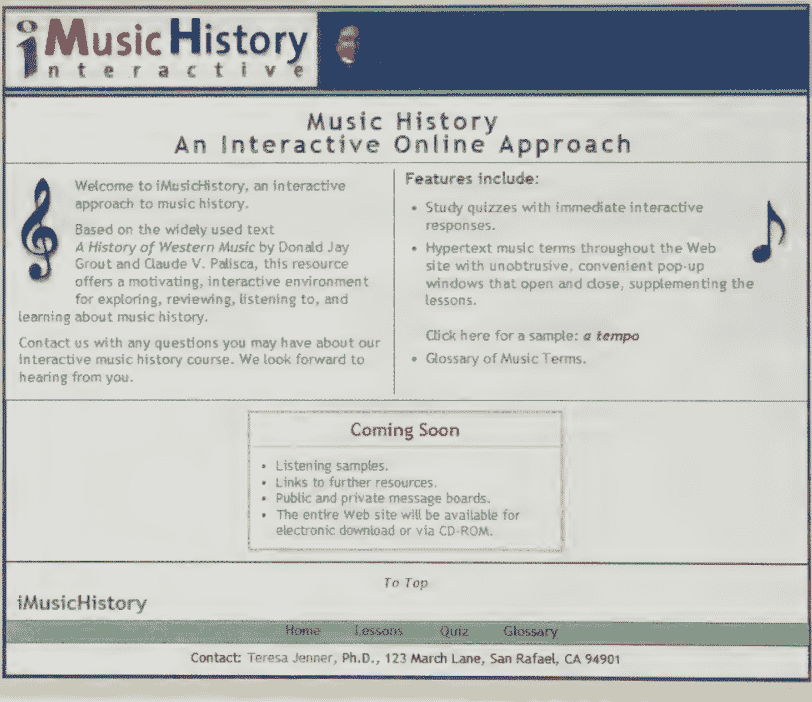 iMusicHistory
interactive
Music History
An Interactive Online Approach
Welcome to iMusicHistory, an interactive
approach to music history.
Based on the widely used text
A History of Western Music by Donald Jay
Grout and Claude V. Palisca, this resource
offers a motivating, interactive environment
for exploring, reviewing, listening to, and
learning about music history.
Contact us with any questions you may have about our
interactive music history course. We look forward to
hearing from you.
Features include:
• Study quizzes with immediate interactive
responses.
• Hypertext music terms throughout the Web
site with unobtrusive, convenient pop-up
windows that open and close, supplementing the
lessons.
Click here for a sample: a tempo
• Glossary of Music Terms.
Coming Soon
• Listening samples.
• Links to further resources.
• Public and private message boards.
• The entire Web site will be available for
electronic download or via CD-ROM.
To Top
iMusicHistory
Home Lessons Quiz Glossary
Contact: Teresa Jenner, Ph.D., 123 March Lane, San Rafael, CA 94901